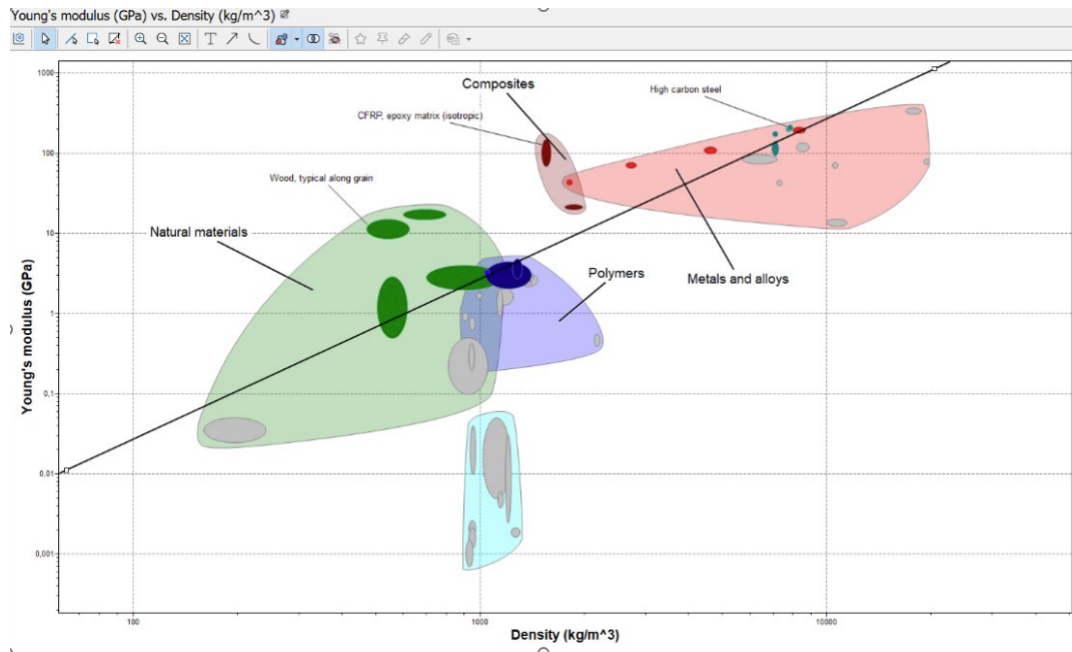 Young's modulus (GPa) vs. Density (kg/m^3)
1000
Composites
High carbon steel
CFRP, epoxy matrix (isotropic)
100
Wood, typical along grain
Natural materials
10
Polymers
Metals and alloys
Young's modulus (GPa)
1
0,1
0,01
0,001
100
1000
10000
Density (kg/m^3)